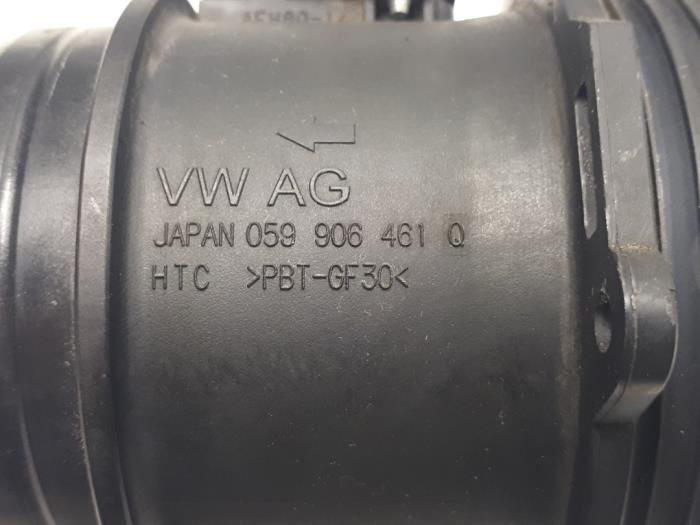 VW AG
JAPAN 059 906 461 Q
HTC >PBT-GF30<